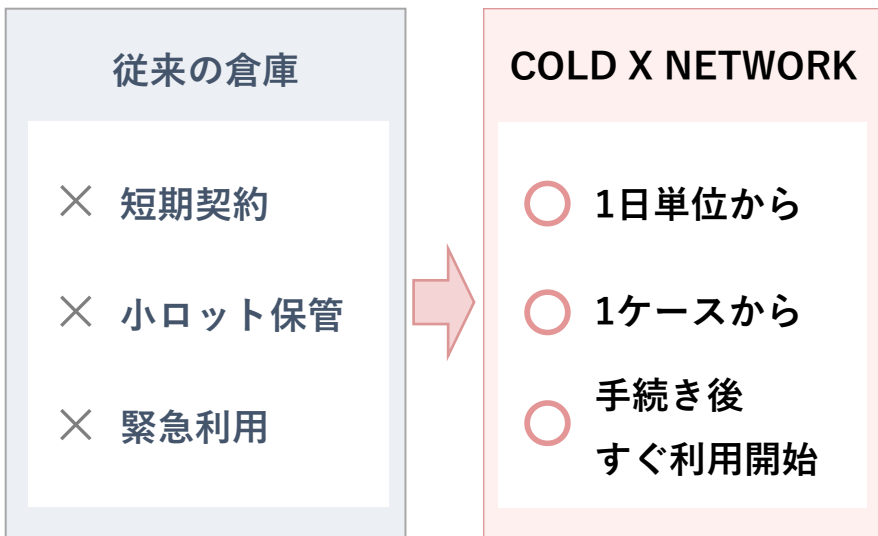 従来の倉庫
× 短期契約
× 小ロット保管
× 緊急利用
COLD X NETWORK
○ 1日単位から
○ 1ケースから
○ 手続き後
すぐ利用開始